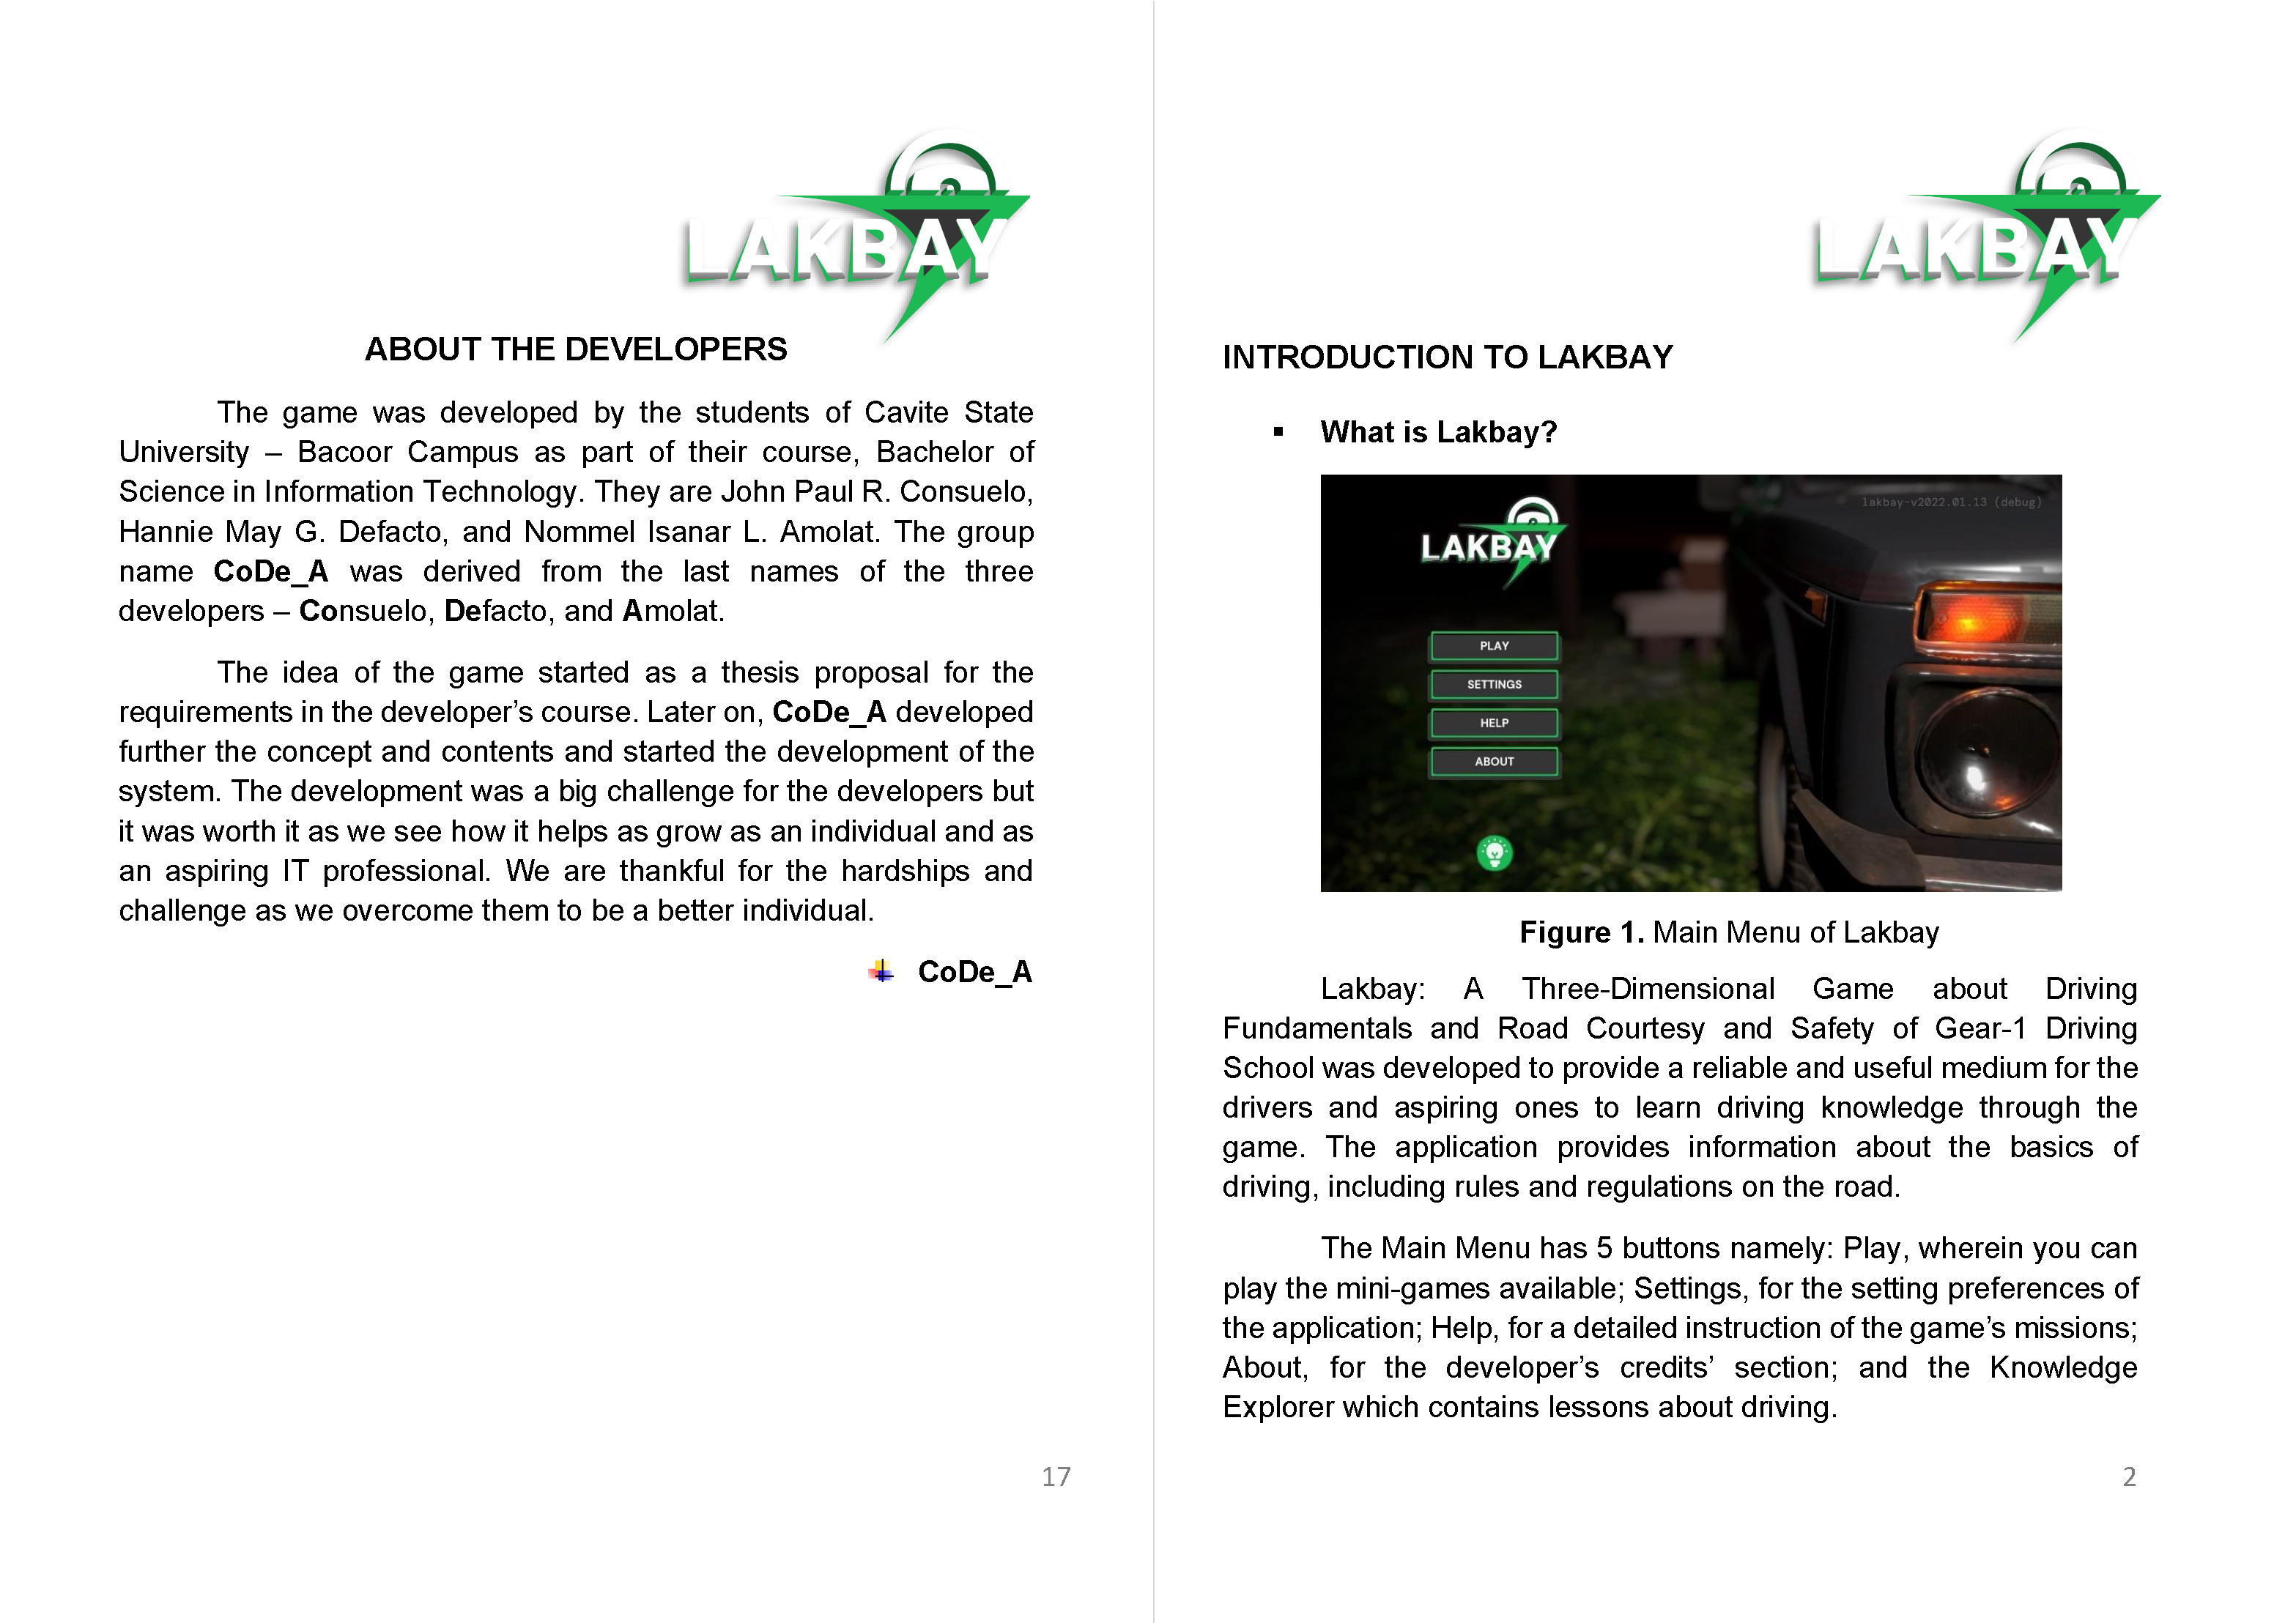 LAKBAY
ABOUT THE DEVELOPERS
The game was developed by the students of Cavite State
University – Bacoor Campus as part of their course, Bachelor of
Science in Information Technology. They are John Paul R. Consuelo,
Hannie May G. Defacto, and Nommel Isanar L. Amolat. The group
name CoDe_A was derived from the last names of the three
developers – Consuelo, Defacto, and Amolat.
The idea of the game started as a thesis proposal for the
requirements in the developer’s course. Later on, CoDe_A developed
further the concept and contents and started the development of the
system. The development was a big challenge for the developers but
it was worth it as we see how it helps as grow as an individual and as
an aspiring IT professional. We are thankful for the hardships and
challenge as we overcome them to be a better individual.
CoDe_A
17
LAKBAY
INTRODUCTION TO LAKBAY
▪ What is Lakbay?
lakbay-v2022.01.13 (debug)
LAKBAY
PLAY
SETTINGS
HELP
ABOUT
Figure 1. Main Menu of Lakbay
Lakbay: A Three-Dimensional Game about Driving
Fundamentals and Road Courtesy and Safety of Gear-1 Driving
School was developed to provide a reliable and useful medium for the
drivers and aspiring ones to learn driving knowledge through the
game. The application provides information about the basics of
driving, including rules and regulations on the road.
The Main Menu has 5 buttons namely: Play, wherein you can
play the mini-games available; Settings, for the setting preferences of
the application; Help, for a detailed instruction of the game’s missions;
About, for the developer’s credits’ section; and the Knowledge
Explorer which contains lessons about driving.
2